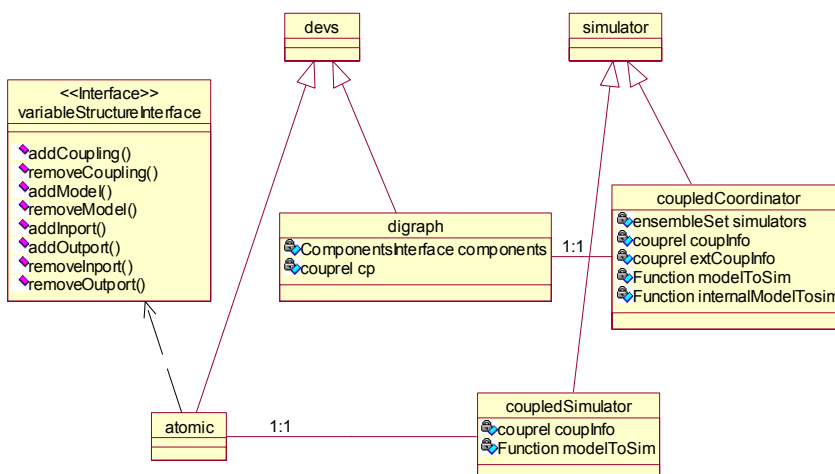 devs
simulator
<<Interface>>
variableStructureInterface
addCoupling()
removeCoupling()
addModel()
removeModel()
addInport()
addOutport()
removeInport()
removeOutport()
digraph
ComponentsInterface components
couprel cp
1:1
coupledCoordinator
ensembleSet simulators
couprel coupInfo
couprel extCoupInfo
Function modelToSim
Function internalModelTosim
atomic
1:1
coupledSimulator
couprel coupInfo
Function modelToSim